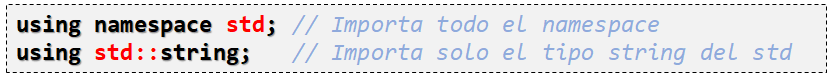 using namespace std; // Importa todo el namespace
using std::string;   // Importa solo el tipo string del std